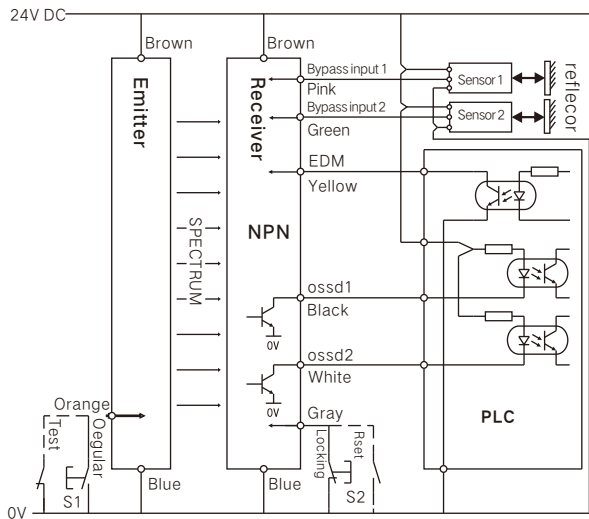 24V DC
Brown
Brown
Emitter
Receiver
Bypass input 1
Pink
Sensor 1
reflecor
Bypass input 2
Green
Sensor 2
EDM
Yellow
SPECTRUM
NPN
ossd1
Black
0V
ossd2
White
0V
Orange
Gray
PLC
Test
Oegular
Locking
Rset
S1
Blue
Blue
S2
0V